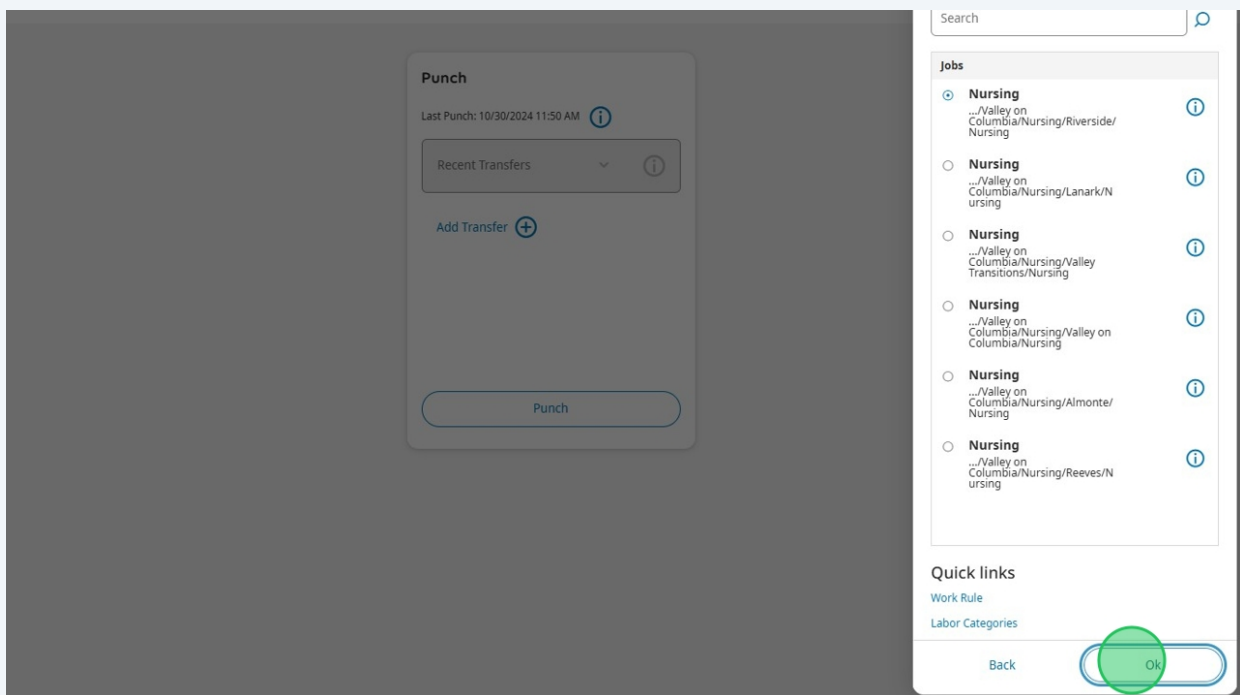 Punch
Last Punch: 10/30/2024 11:50 AM
Recent Transfers
Add Transfer
Punch
Search
Jobs
Nursing
.../Valley on
Columbia/Nursing/Riverside/
Nursing
Nursing
.../Valley on
Columbia/Nursing/Lanark/N
ursing
Nursing
.../Valley on
Columbia/Nursing/Valley
Transitions/Nursing
Nursing
.../Valley on
Columbia/Nursing/Valley on
Columbia/Nursing
Nursing
.../Valley on
Columbia/Nursing/Almonte/
Nursing
Nursing
.../Valley on
Columbia/Nursing/Reeves/N
ursing
Quick links
Work Rule
Labor Categories
Back
Ok